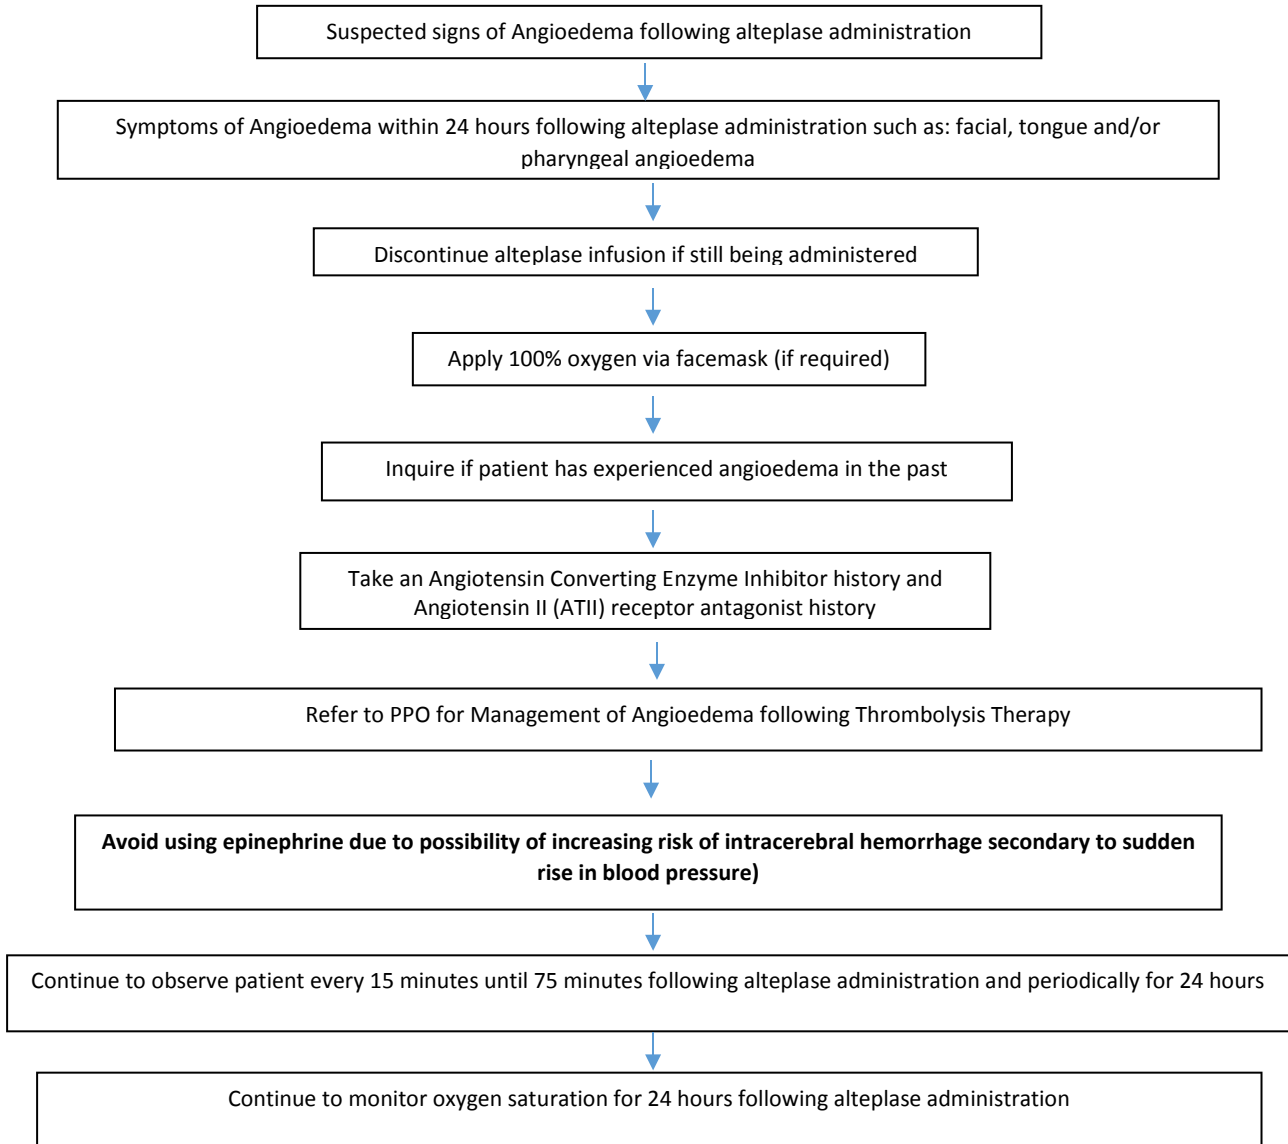 Suspected signs of Angioedema following alteplase administration
Symptoms of Angioedema within 24 hours following alteplase administration such as: facial, tongue and/or
pharyngeal angioedema
Discontinue alteplase infusion if still being administered
Apply 100% oxygen via facemask (if required)
Inquire if patient has experienced angioedema in the past
Take an Angiotensin Converting Enzyme Inhibitor history and
Angiotensin II (ATII) receptor antagonist history
Refer to PPO for Management of Angioedema following Thrombolysis Therapy
Avoid using epinephrine due to possibility of increasing risk of intracerebral hemorrhage secondary to sudden
rise in blood pressure)
Continue to observe patient every 15 minutes until 75 minutes following alteplase administration and periodically for 24 hours
Continue to monitor oxygen saturation for 24 hours following alteplase administration